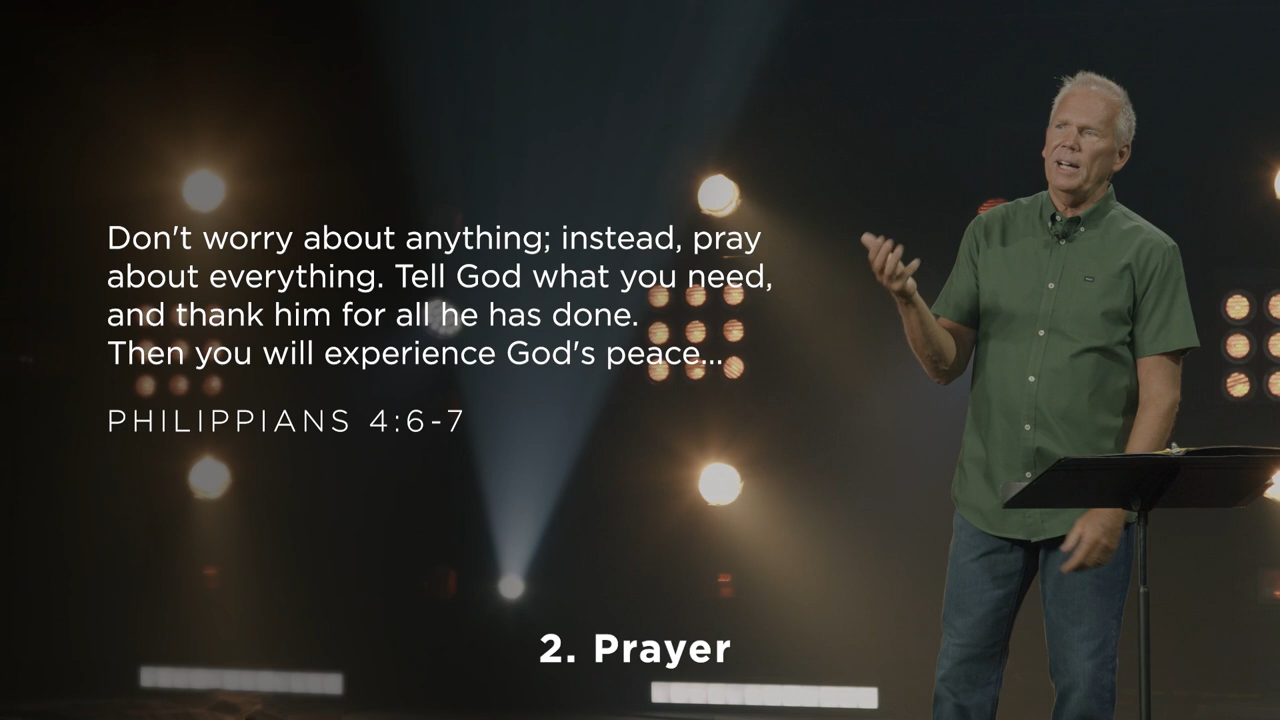 Don't worry about anything; instead, pray
about everything. Tell God what you need,
and thank him for all he has done.
Then you will experience God's peace...
PHILIPPIANS 4:6-7
2. Prayer